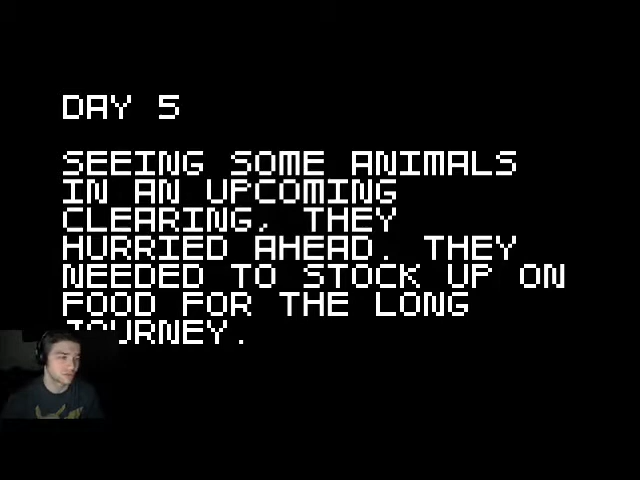 DAY 5
SEEING SOME ANIMALS
IN AN UPCOMING
CLEARING, THEY
HURRIED AHEAD. THEY
NEEDED TO STOCK UP ON
FOOD FOR THE LONG
JOURNEY.